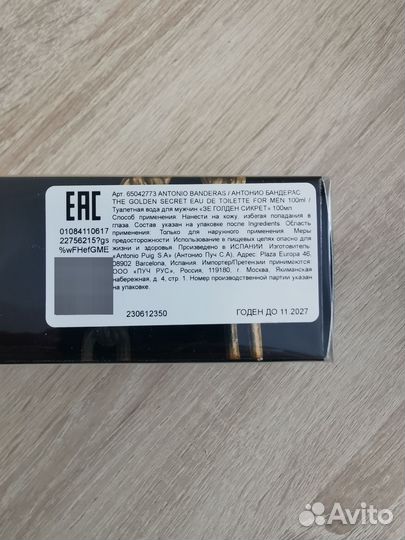 EAC
01084110617
22756215?gs
%wFHefGME
Арт. 65042773 ANTONIO BANDERAS / АНТОНИО БАНДЕРАС
THE GOLDEN SECRET EAU DE TOILETTE FOR MEN 100ml /
Туалетная вода для мужчин «ЗЕ ГОЛДЕН СИКРЕТ» 100мл
Способ применения: Нанести на кожу, избегая попадания в
глаза. Состав указан на упаковке после Ingredients. Область
применения: Только для наружного применения. Меры
предосторожности: Использование в пищевых целях опасно для
жизни и здоровья. Произведено в ИСПАНИИ. Изготовитель
«Antonio Puig S.A» (Антонио Пуч С.А), Адрес: Plaza Europa 46,
08902 Barcelona, Испания. Импортер/Претензии принимаются
ООО «ПУЧ РУС», Россия, 119180, г. Москва, Якиманская
набережная, д. 4, стр. 1. Номер производственной партии указан
на упаковке.
230612350
ГОДЕН ДО 11.2027
Avito